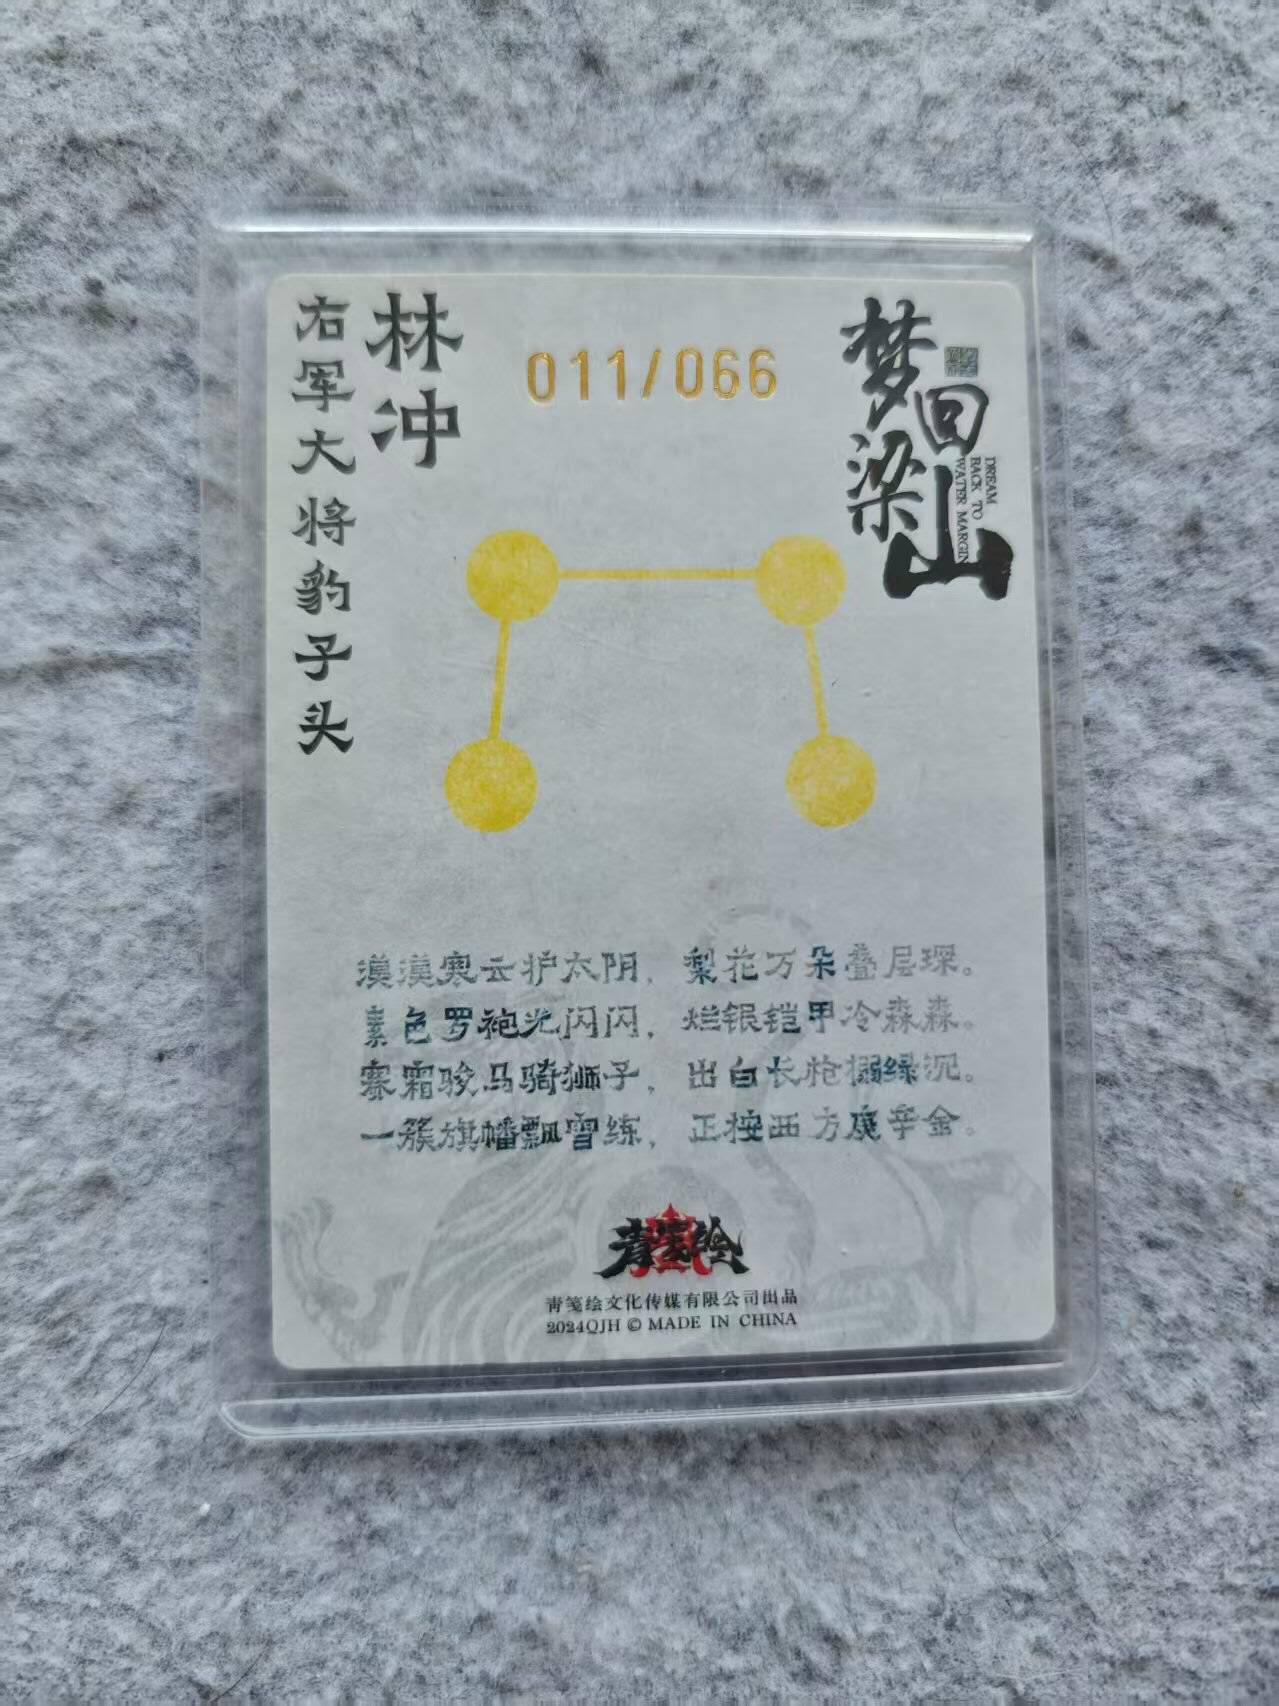 林冲
右军大将豹子头
011/066
梦回梁山
DREAM
BACK TO
WATER MARGIN
漠漠寒云护太阴，梨花万朵叠层琛。
素色罗袍光闪闪，烂银铠甲冷森森。
寒霜骏马骑狮子，出白长枪搦绿沉。
一簇旗幡飘雪练，正按西方庚辛金。
青笺绘
青笺绘文化传媒有限公司出品
2024QJH © MADE IN CHINA